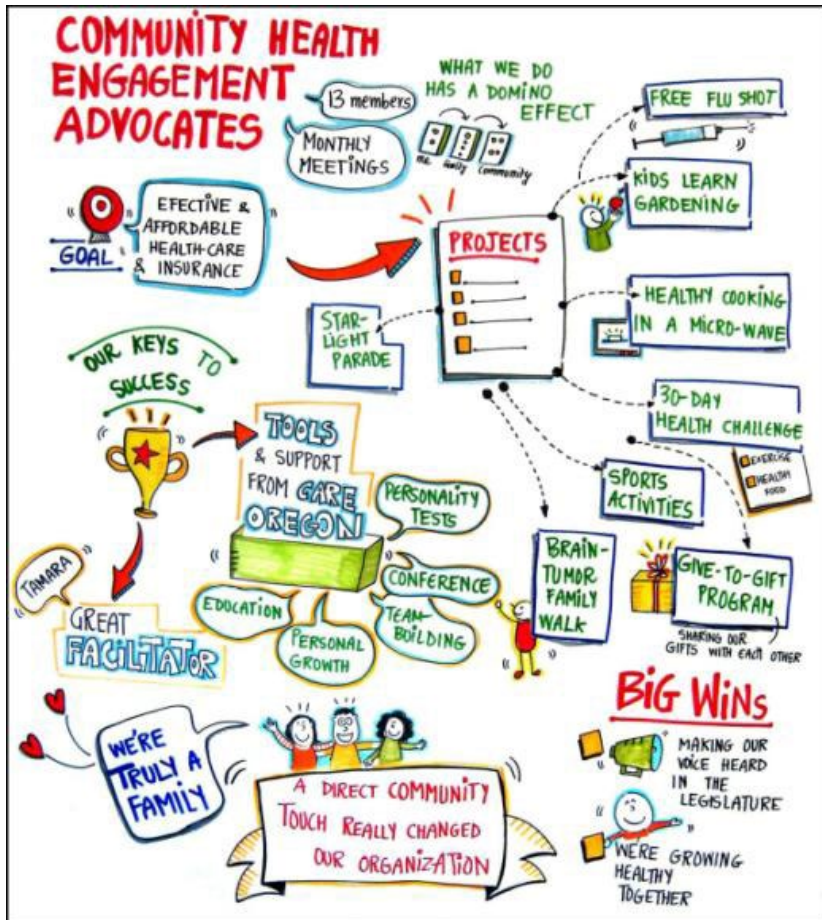 COMMUNITY HEALTH
ENGAGEMENT
ADVOCATES
13 members
MONTHLY
MEETINGS
WHAT WE DO
HAS A DOMINO
EFFECT
me
family
community
GOAL
EFECTIVE &
AFFORDABLE
HEALTH-CARE
& INSURANCE
PROJECTS
FREE FLU SHOT
KIDS LEARN
GARDENING
HEALTHY COOKING
IN A MICRO-WAVE
30-DAY
HEALTH CHALLENGE
EXERCISE
HEALTHY
FOOD
GIVE-TO-GIFT
PROGRAM
SHARING OUR
GIFTS WITH EACH OTHER
SPORTS
ACTIVITIES
BRAIN-
TUMOR
FAMILY
WALK
STAR-
LIGHT
PARADE
OUR KEYS TO
SUCCESS
TOOLS
& SUPPORT
FROM CARE
OREGON
PERSONALITY
TESTS
CONFERENCE
TEAM-
BUILDING
PERSONAL
GROWTH
EDUCATION
TAMARA
GREAT
FACILITATOR
WE'RE
TRULY A
FAMILY
A DIRECT COMMUNITY
TOUCH REALLY CHANGED
OUR ORGANIZATION
BIG WINS
MAKING OUR
VOICE HEARD
IN THE
LEGISLATURE
WE'RE GROWING
HEALTHY
TOGETHER